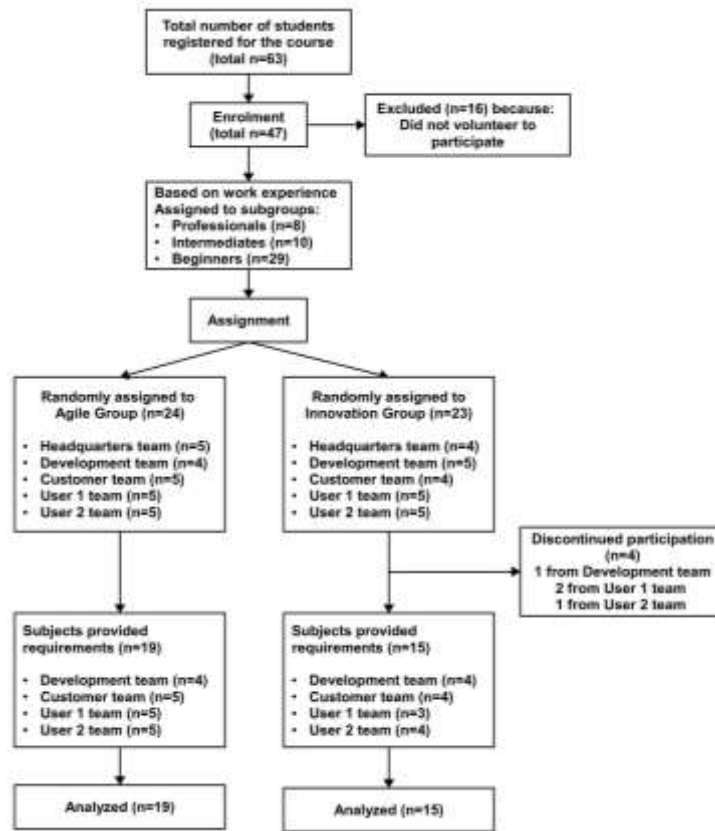 Total number of students
registered for the course
(total n=63)
Enrolment
(total n=47)
Excluded (n=16) because:
Did not volunteer to
participate
Based on work experience
Assigned to subgroups:
• Professionals (n=8)
• Intermediates (n=10)
• Beginners (n=29)
Assignment
Randomly assigned to
Agile Group (n=24)
• Headquarters team (n=5)
• Development team (n=4)
• Customer team (n=5)
• User 1 team (n=5)
• User 2 team (n=5)
Randomly assigned to
Innovation Group (n=23)
• Headquarters team (n=4)
• Development team (n=5)
• Customer team (n=4)
• User 1 team (n=5)
• User 2 team (n=5)
Discontinued participation
(n=4)
1 from Development team
2 from User 1 team
1 from User 2 team
Subjects provided
requirements (n=19)
• Development team (n=4)
• Customer team (n=5)
• User 1 team (n=5)
• User 2 team (n=5)
Subjects provided
requirements (n=15)
• Development team (n=4)
• Customer team (n=4)
• User 1 team (n=3)
• User 2 team (n=4)
Analyzed (n=19)
Analyzed (n=15)